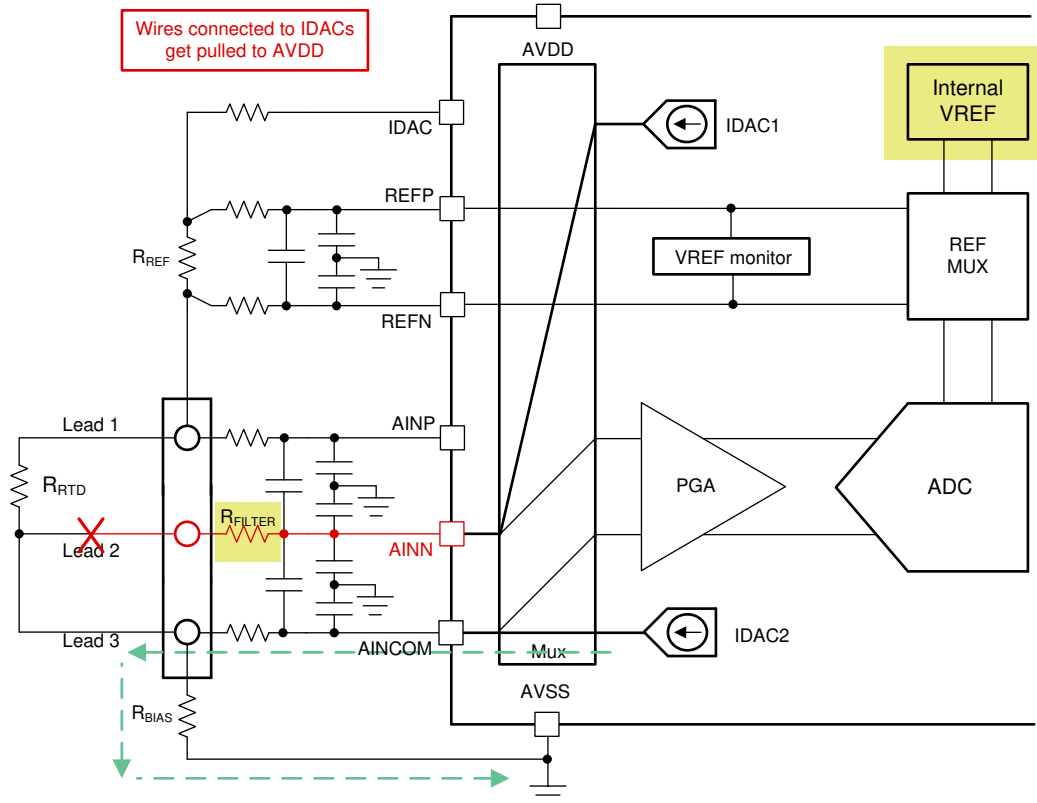 Wires connected to IDACs
get pulled to AVDD
AVDD
Internal
VREF
IDAC
IDAC1
REFP
RREF
VREF monitor
REF
MUX
REFN
Lead 1
AINP
RRTD
PGA
ADC
RFILTER
Lead 2
AINN
Lead 3
AINCOM
Mux
IDAC2
AVSS
RBIAS